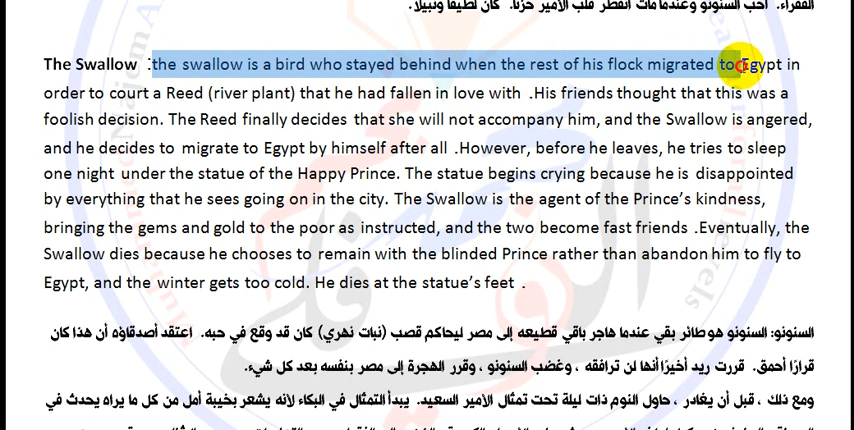 الفقراء. أحب السنونو وعندما مات انفطر قلب الأمير حزنا. كان لطيفا ونبيلا.
The Swallow :the swallow is a bird who stayed behind when the rest of his flock migrated to Egypt in
order to court a Reed (river plant) that he had fallen in love with .His friends thought that this was a
foolish decision. The Reed finally decides that she will not accompany him, and the Swallow is angered,
and he decides to migrate to Egypt by himself after all .However, before he leaves, he tries to sleep
one night under the statue of the Happy Prince. The statue begins crying because he is disappointed
by everything that he sees going on in the city. The Swallow is the agent of the Prince’s kindness,
bringing the gems and gold to the poor as instructed, and the two become fast friends .Eventually, the
Swallow dies because he chooses to remain with the blinded Prince rather than abandon him to fly to
Egypt, and the winter gets too cold. He dies at the statue’s feet .
السنونو: السنونو هو طائر بقي عندما هاجر باقي قطيعه إلى مصر ليحاكم قصب (نبات نهري) كان قد وقع في حبه. اعتقد أصدقاؤه أن هذا كان
قرارًا أحمق. قررت ريد أخيرًا أنها لن ترافقه ، وغضب السنونو ، وقرر الهجرة إلى مصر بنفسه بعد كل شيء.
ومع ذلك ، قبل أن يغادر ، حاول النوم ذات ليلة تحت تمثال الأمير السعيد. يبدأ التمثال في البكاء لأنه يشعر بخيبة أمل من كل ما يراه يحدث في